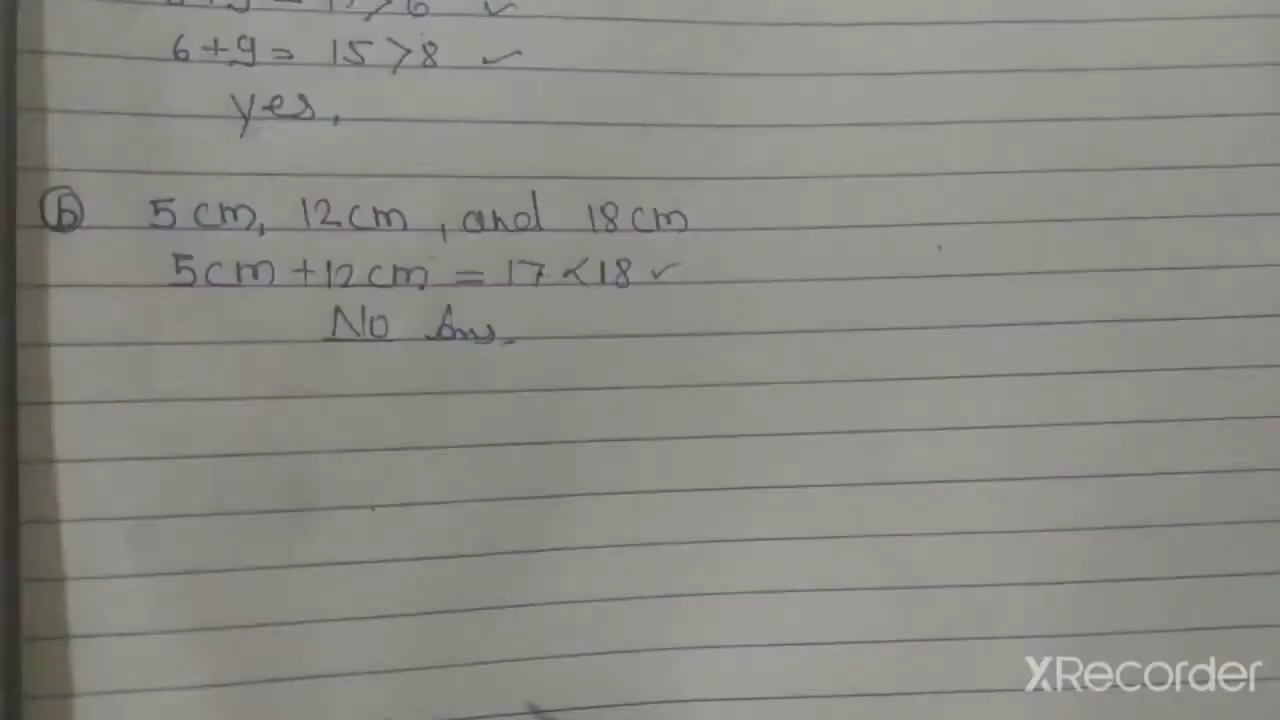 6 + 9 = 15 > 8 ✓
yes.
(b) 5 cm, 12 cm, and 18 cm
5 cm + 12 cm = 17 < 18 ✓
No Ans.
XRecorder